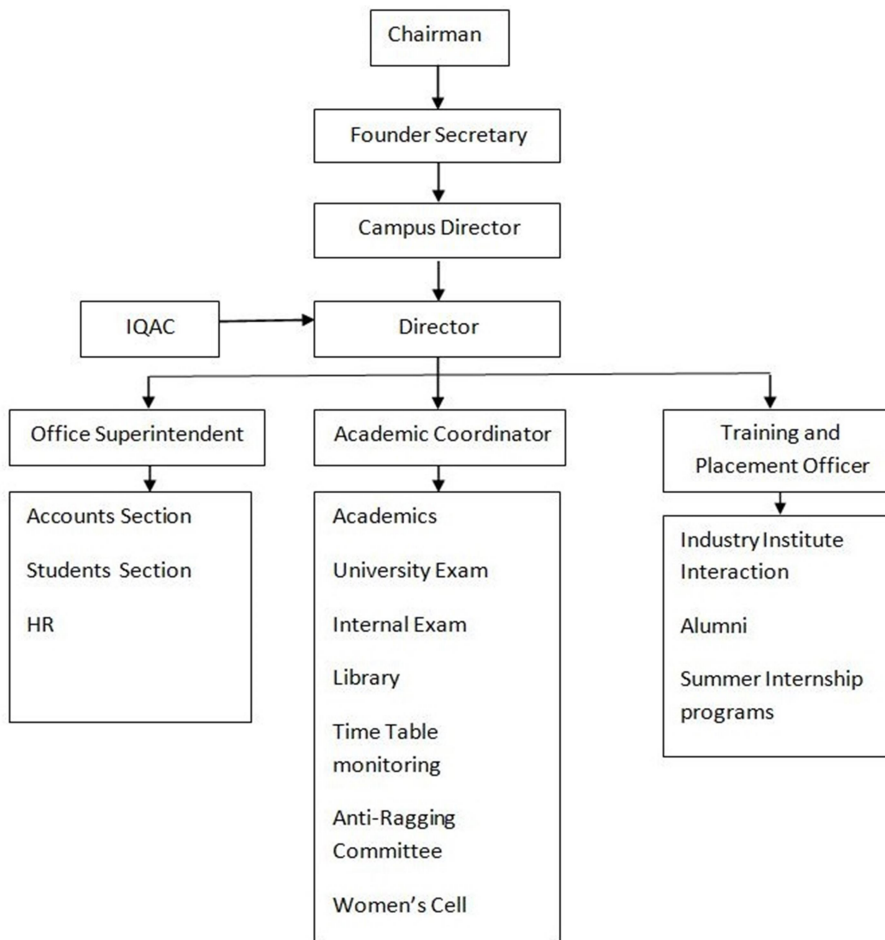 Chairman
Founder Secretary
Campus Director
IQAC
Director
Office Superintendent
Academic Coordinator
Training and
Placement Officer
Accounts Section
Students Section
HR
Academics
University Exam
Internal Exam
Library
Time Table
monitoring
Anti-Ragging
Committee
Women's Cell
Industry Institute
Interaction
Alumni
Summer Internship
programs